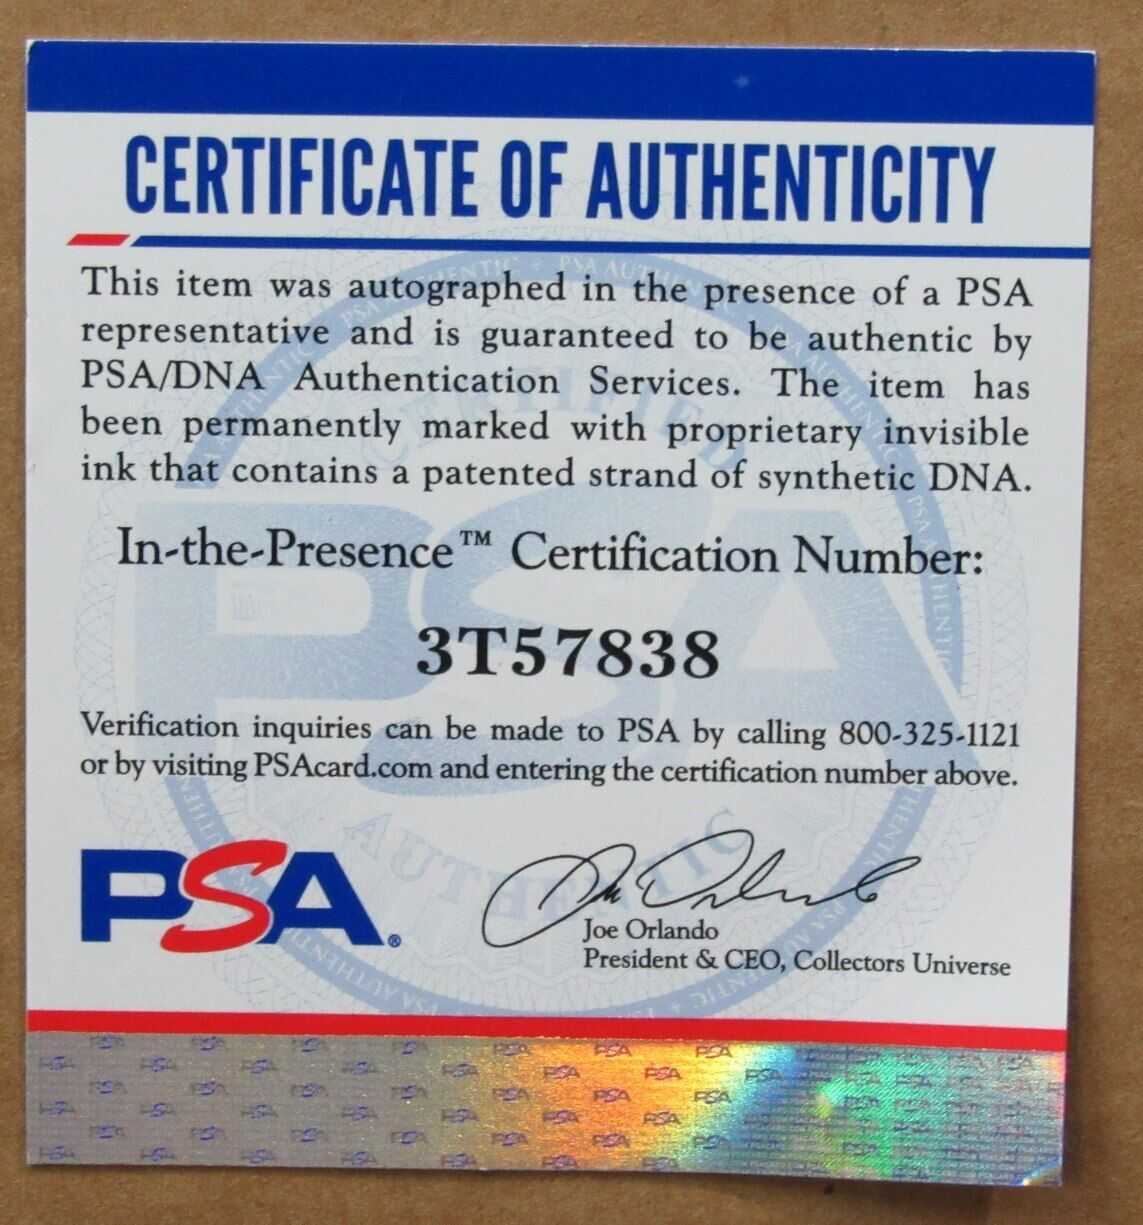 CERTIFICATE OF AUTHENTICITY
This item was autographed in the presence of a PSA
representative and is guaranteed to be authentic by
PSA/DNA Authentication Services. The item has
been permanently marked with proprietary invisible
ink that contains a patented strand of synthetic DNA.
In-the-Presence™ Certification Number:
3T57838
Verification inquiries can be made to PSA by calling 800-325-1121
or by visiting PSAcard.com and entering the certification number above.
PSA®
Joe Orlando
President & CEO, Collectors Universe
CERTIFIED
PSA
AUTHENTIC